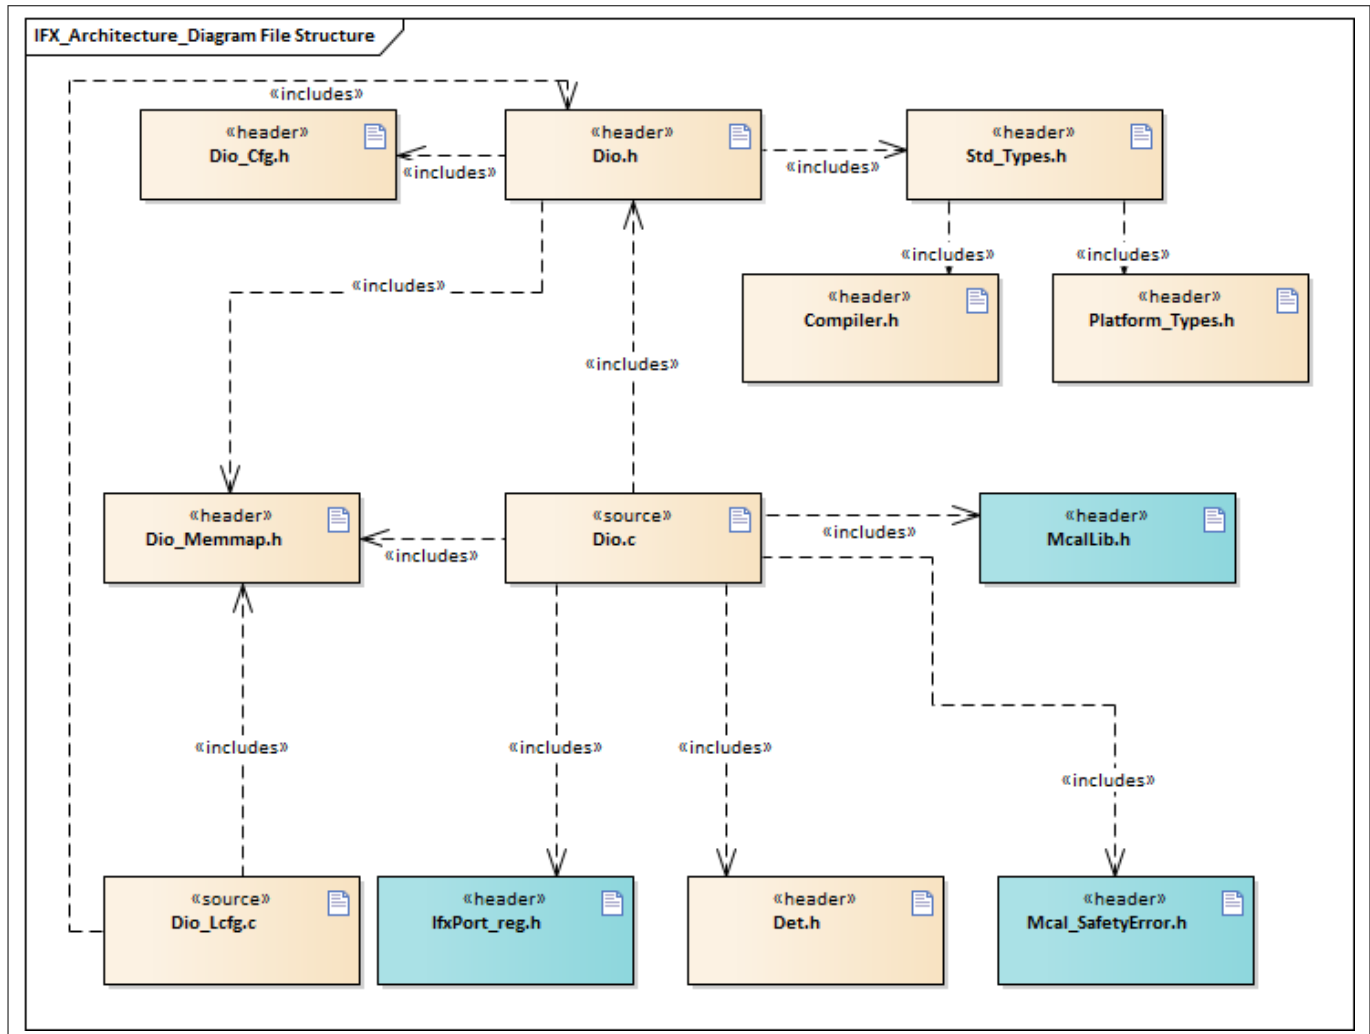 IFX_Architecture_Diagram File Structure
«includes»
«header»
Dio_Cfg.h
«includes»
«header»
Dio.h
«includes»
«header»
Std_Types.h
«includes»
«includes»
«includes»
«header»
Compiler.h
«header»
Platform_Types.h
«includes»
«header»
Dio_Memmap.h
«includes»
«source»
Dio.c
«includes»
«header»
McalLib.h
«includes»
«includes»
«includes»
«includes»
«source»
Dio_Lcfg.c
«header»
IfxPort_reg.h
«header»
Det.h
«header»
Mcal_SafetyError.h